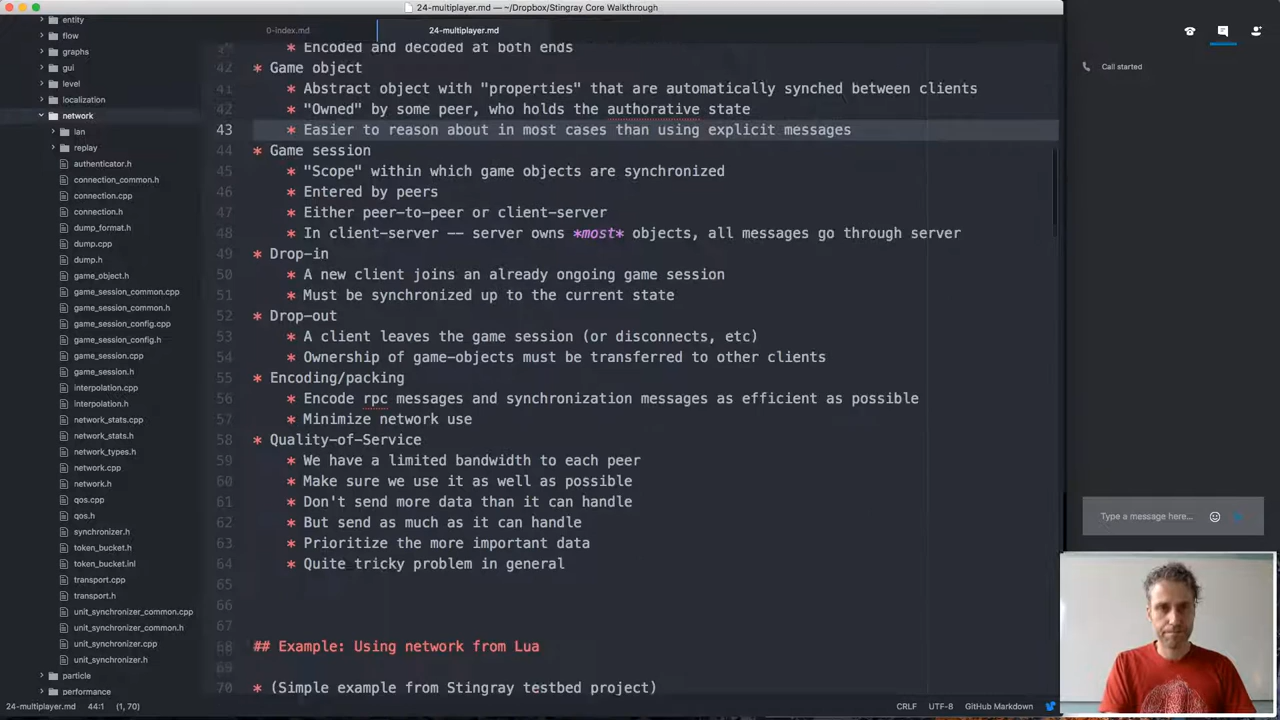 24-multiplayer.md — ~/Dropbox/Stingray Core Walkthrough
0-index.md
24-multiplayer.md
entity
flow
graphs
gui
level
localization
network
lan
replay
authenticator.h
connection_common.h
connection.cpp
connection.h
dump_format.h
dump.cpp
dump.h
game_object.h
game_session_common.cpp
game_session_common.h
game_session_config.cpp
game_session_config.h
game_session.cpp
game_session.h
interpolation.cpp
interpolation.h
network_stats.cpp
network_stats.h
network_types.h
network.cpp
network.h
qos.cpp
qos.h
synchronizer.h
token_bucket.h
token_bucket.inl
transport.cpp
transport.h
unit_synchronizer_common.cpp
unit_synchronizer_common.h
unit_synchronizer.cpp
unit_synchronizer.h
particle
performance
* Encoded and decoded at both ends
42 * Game object
41 * Abstract object with "properties" that are automatically synched between clients
42 * "Owned" by some peer, who holds the authorative state
43 * Easier to reason about in most cases than using explicit messages
44 * Game session
45 * "Scope" within which game objects are synchronized
46 * Entered by peers
47 * Either peer-to-peer or client-server
48 * In client-server -- server owns *most* objects, all messages go through server
49 * Drop-in
50 * A new client joins an already ongoing game session
51 * Must be synchronized up to the current state
52 * Drop-out
53 * A client leaves the game session (or disconnects, etc)
54 * Ownership of game-objects must be transferred to other clients
55 * Encoding/packing
56 * Encode rpc messages and synchronization messages as efficient as possible
57 * Minimize network use
58 * Quality-of-Service
59 * We have a limited bandwidth to each peer
60 * Make sure we use it as well as possible
61 * Don't send more data than it can handle
62 * But send as much as it can handle
63 * Prioritize the more important data
64 * Quite tricky problem in general
65
66
67
68 ## Example: Using network from Lua
69
70 * (Simple example from Stingray testbed project)
24-multiplayer.md 44:1 (1, 70)
CRLF UTF-8 GitHub Markdown
Call started
Type a message here...